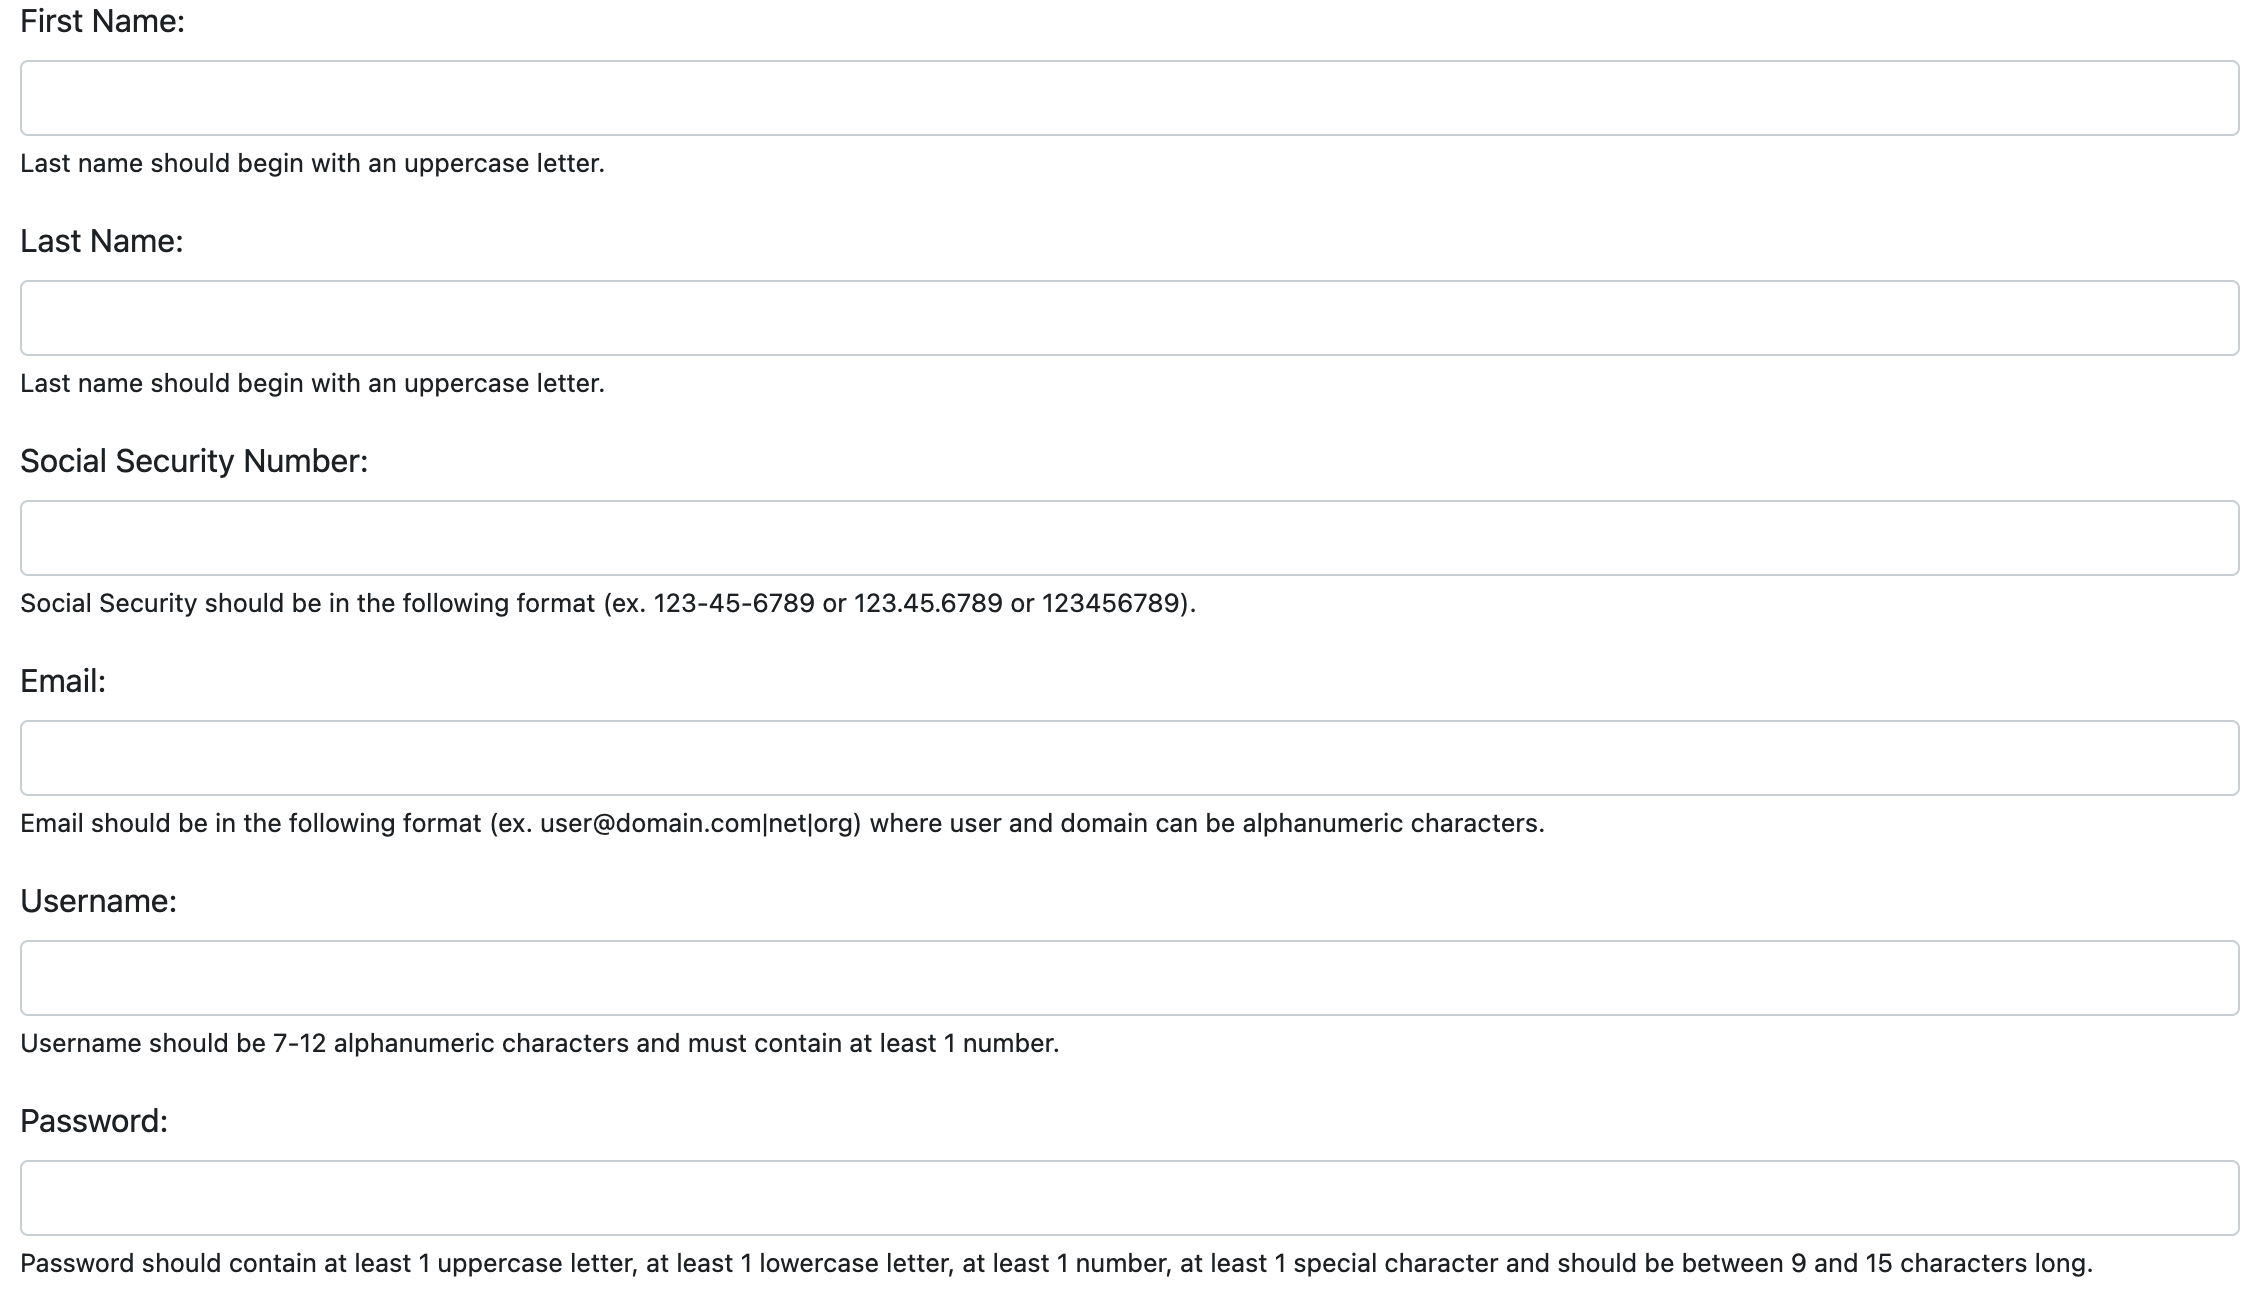 First Name:
Last name should begin with an uppercase letter.
Last Name:
Last name should begin with an uppercase letter.
Social Security Number:
Social Security should be in the following format (ex. 123-45-6789 or 123.45.6789 or 123456789).
Email:
Email should be in the following format (ex. user@domain.com|net|org) where user and domain can be alphanumeric characters.
Username:
Username should be 7-12 alphanumeric characters and must contain at least 1 number.
Password:
Password should contain at least 1 uppercase letter, at least 1 lowercase letter, at least 1 number, at least 1 special character and should be between 9 and 15 characters long.